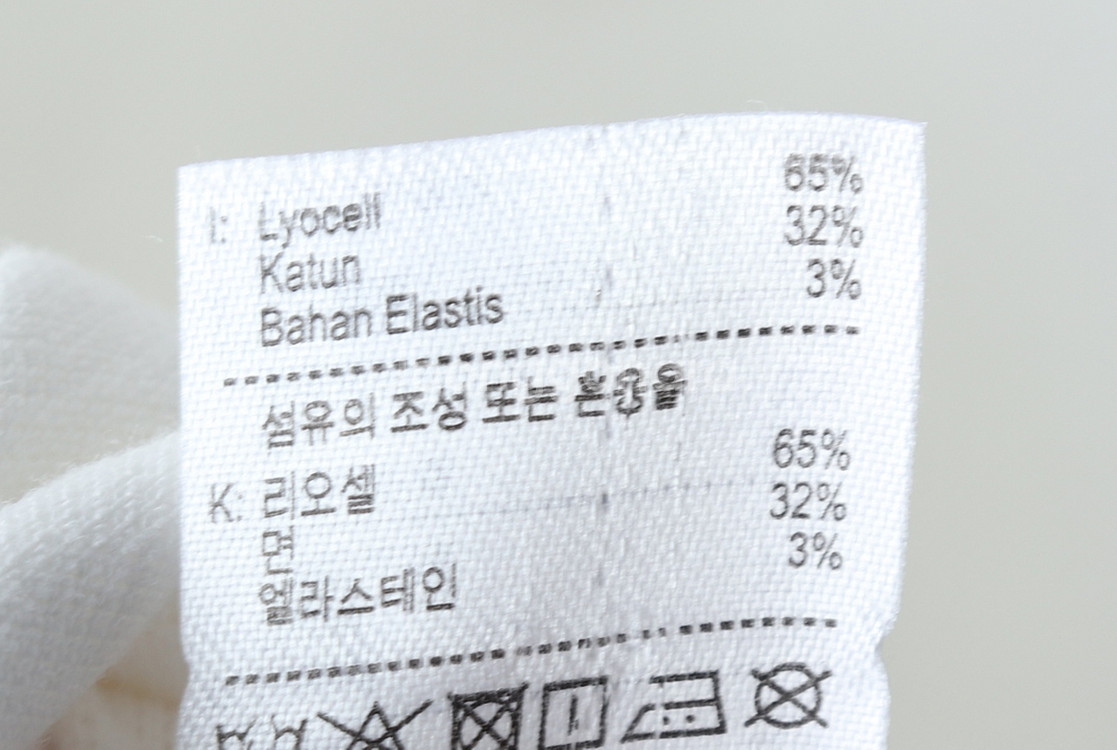 I: Lyocell 65%
Katun 32%
Bahan Elastis 3%
섬유의 조성 또는 혼용율
K: 리오셀 65%
면 32%
엘라스테인 3%